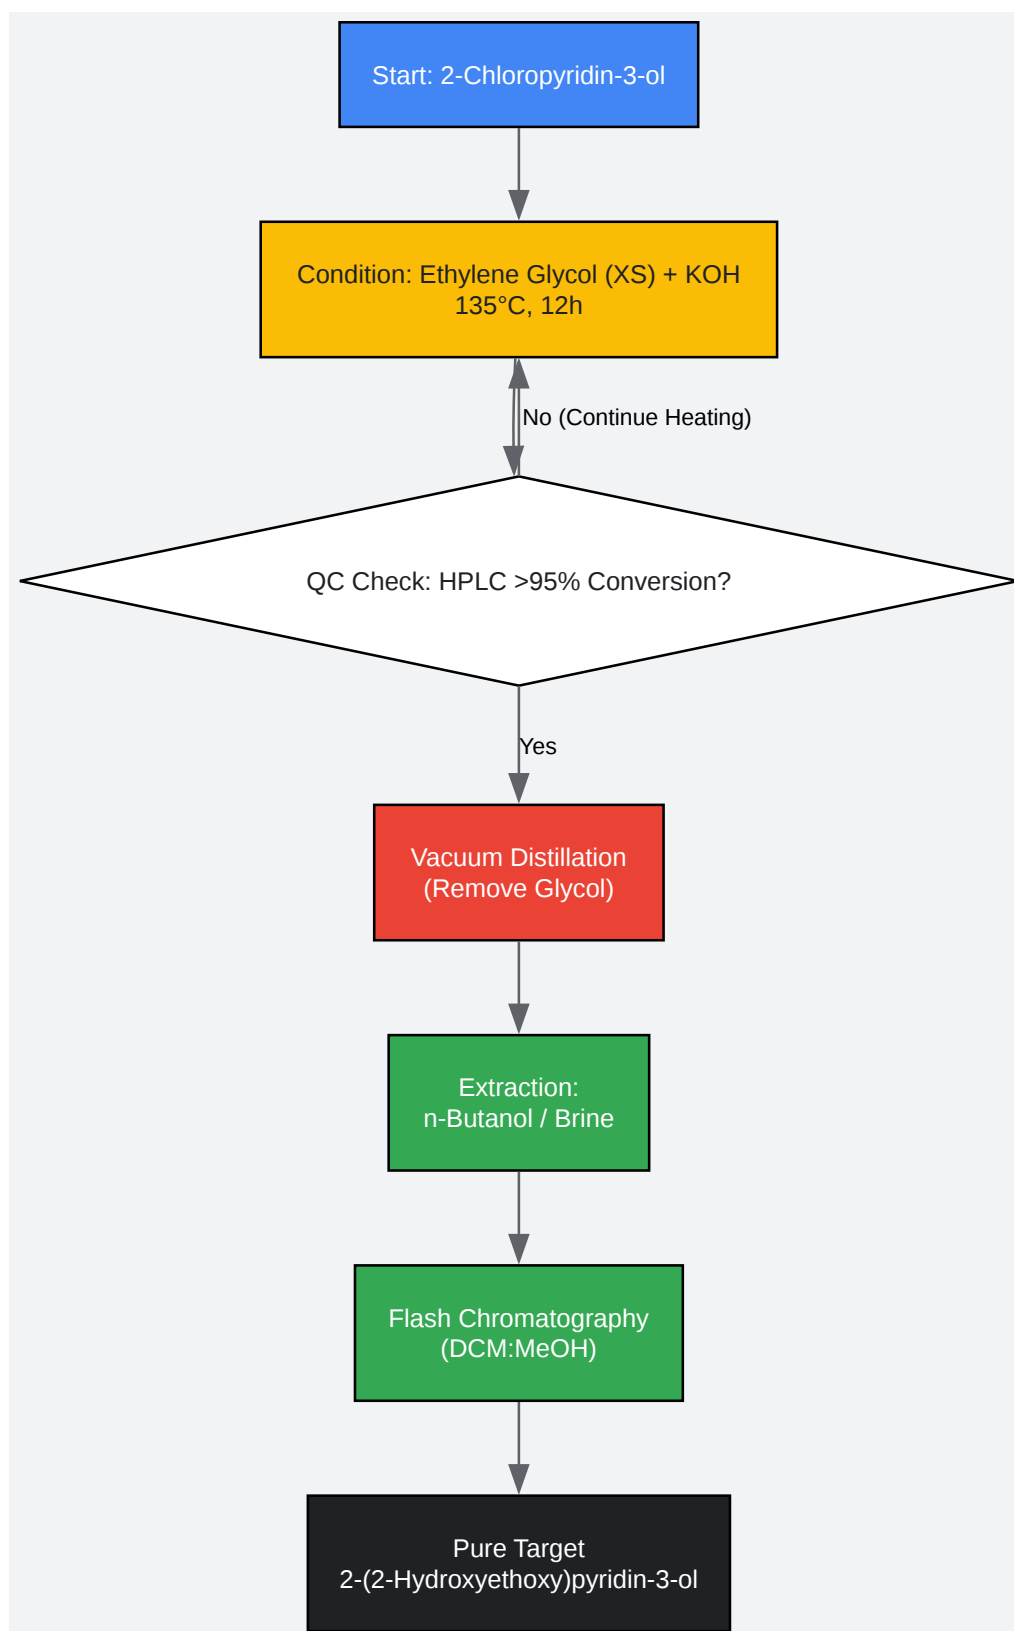 Start: 2-Chloropyridin-3-ol
Condition: Ethylene Glycol (XS) + KOH
135°C, 12h
No (Continue Heating)
QC Check: HPLC >95% Conversion?
Yes
Vacuum Distillation
(Remove Glycol)
Extraction:
n-Butanol / Brine
Flash Chromatography
(DCM:MeOH)
Pure Target
2-(2-Hydroxyethoxy)pyridin-3-ol